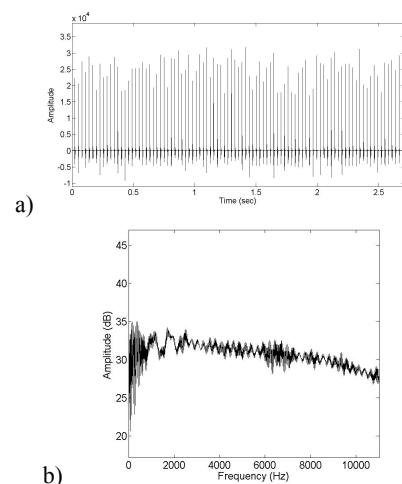 x 10⁴
3.5
3
2.5
2
1.5
1
0.5
0
-0.5
-1
Amplitude
0 0.5 1 1.5 2 2.5
Time (sec)
a)
45
40
35
30
25
20
Amplitude (dB)
0 2000 4000 6000 8000 10000
Frequency (Hz)
b)